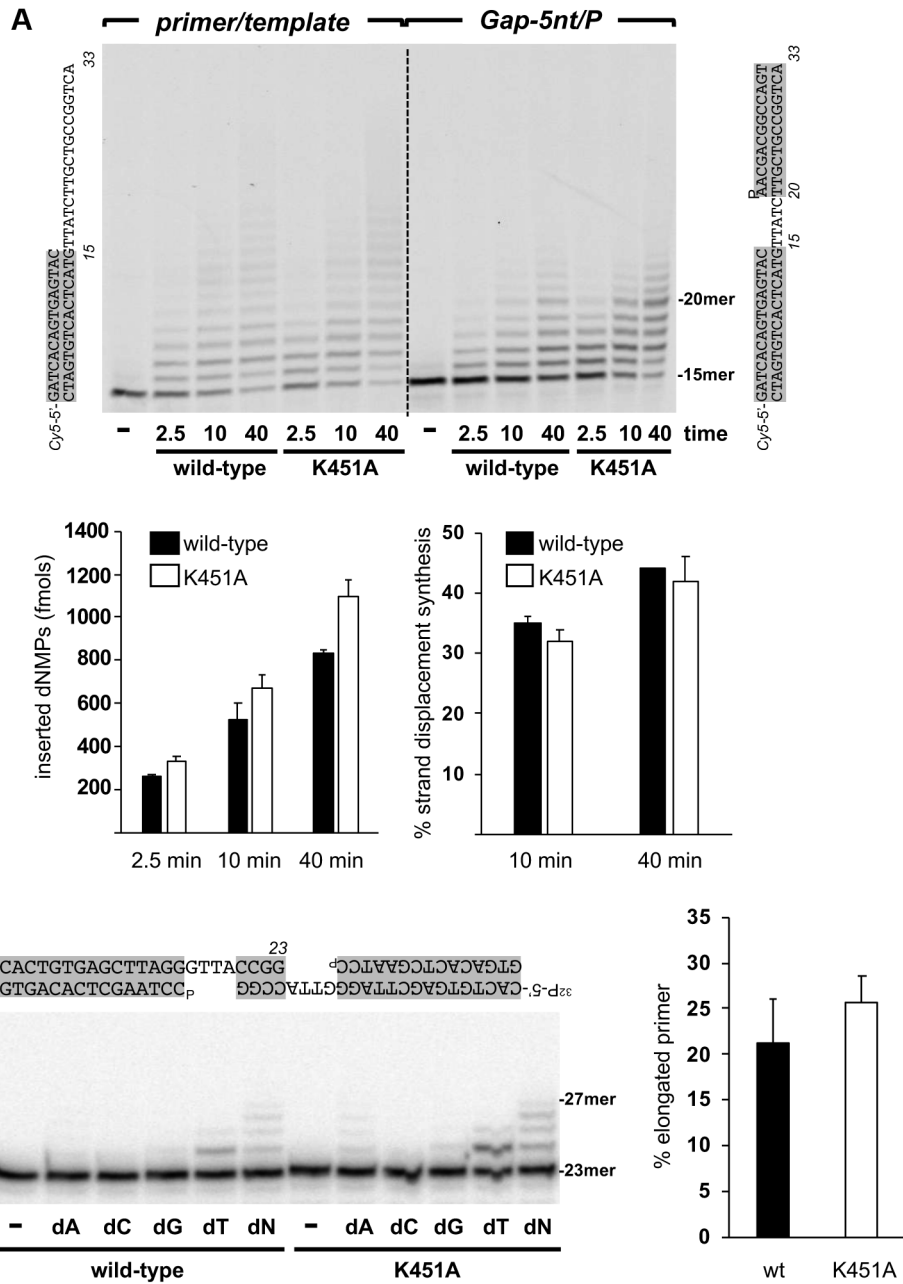 A
primer/template
Gap-5nt/P
33
15
Cy5-5'-GATCACAGTGAGTAC
CTAGTGTCACTCATGTTATCTTGCTGCCGGTCA
33
20
15
P
AACGACGGCCAGT
Cy5-5'-GATCACAGTGAGTAC
CTAGTGTCACTCATGTTATCTTGCTGCCGGTCA
-20mer
-15mer
– 2.5 10 40 2.5 10 40 – 2.5 10 40 2.5 10 40 time
wild-type K451A wild-type K451A
1400
1200
1000
800
600
400
200
inserted dNMPs (fmols)
wild-type
K451A
2.5 min 10 min 40 min
50
40
30
20
10
% strand displacement synthesis
wild-type
K451A
10 min 40 min
23
CACTGTGAGCTTAGGGTTACCGG
GTGACACTCGAATCCP
GTGACACTCGAATCCP
32P-5'-CACTGTGAGCTTAGGGTTACCGG
-27mer
-23mer
– dA dC dG dT dN – dA dC dG dT dN
wild-type K451A
35
30
25
20
15
10
5
0
% elongated primer
wt K451A